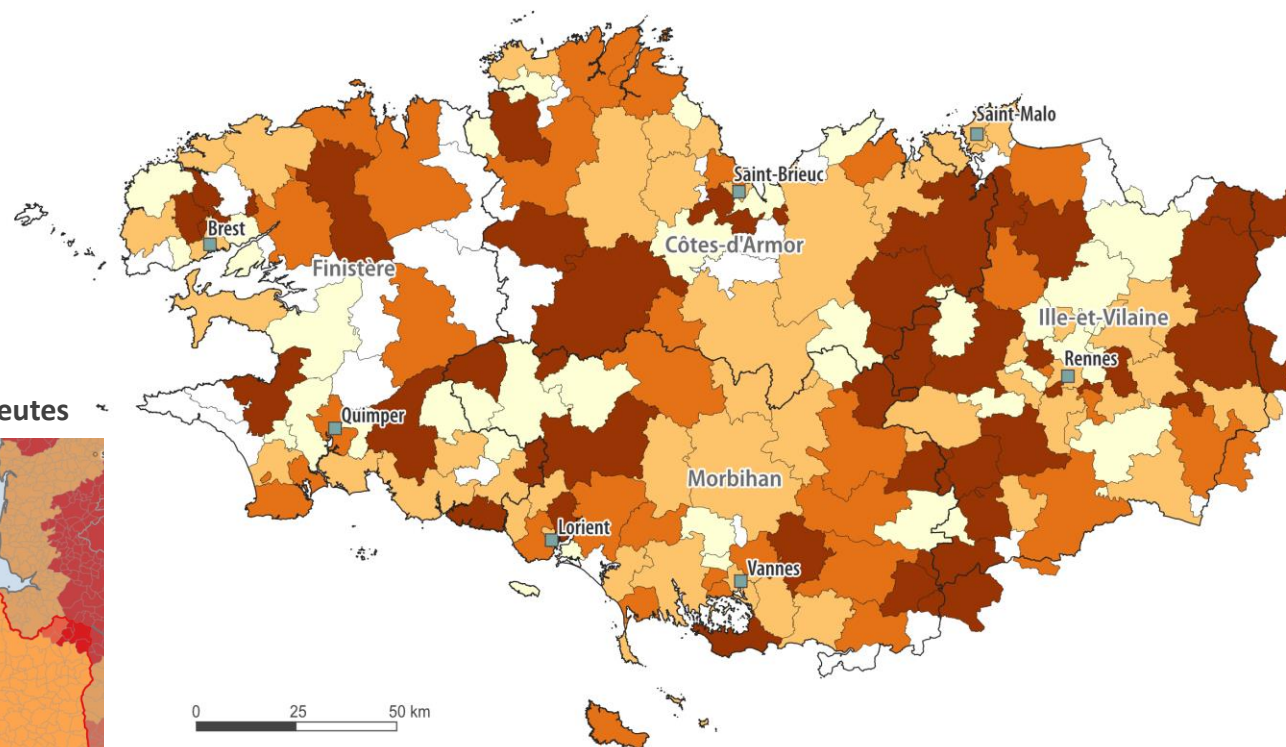 Saint-Malo
Saint-Brieuc
Brest
Côtes-d'Armor
Finistère
Ille-et-Vilaine
Rennes
eutes
Quimper
Morbihan
Lorient
Vannes
0 25 50 km